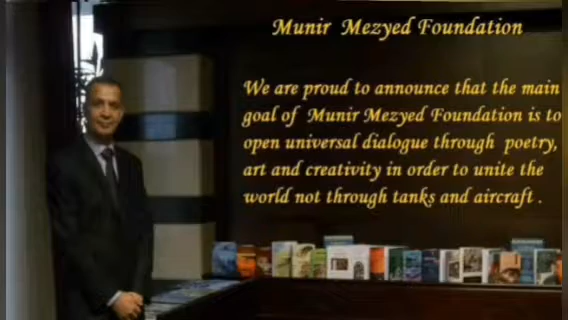 Munir Mezyed Foundation
We are proud to announce that the main
goal of Munir Mezyed Foundation is to
open universal dialogue through poetry,
art and creativity in order to unite the
world not through tanks and aircraft .